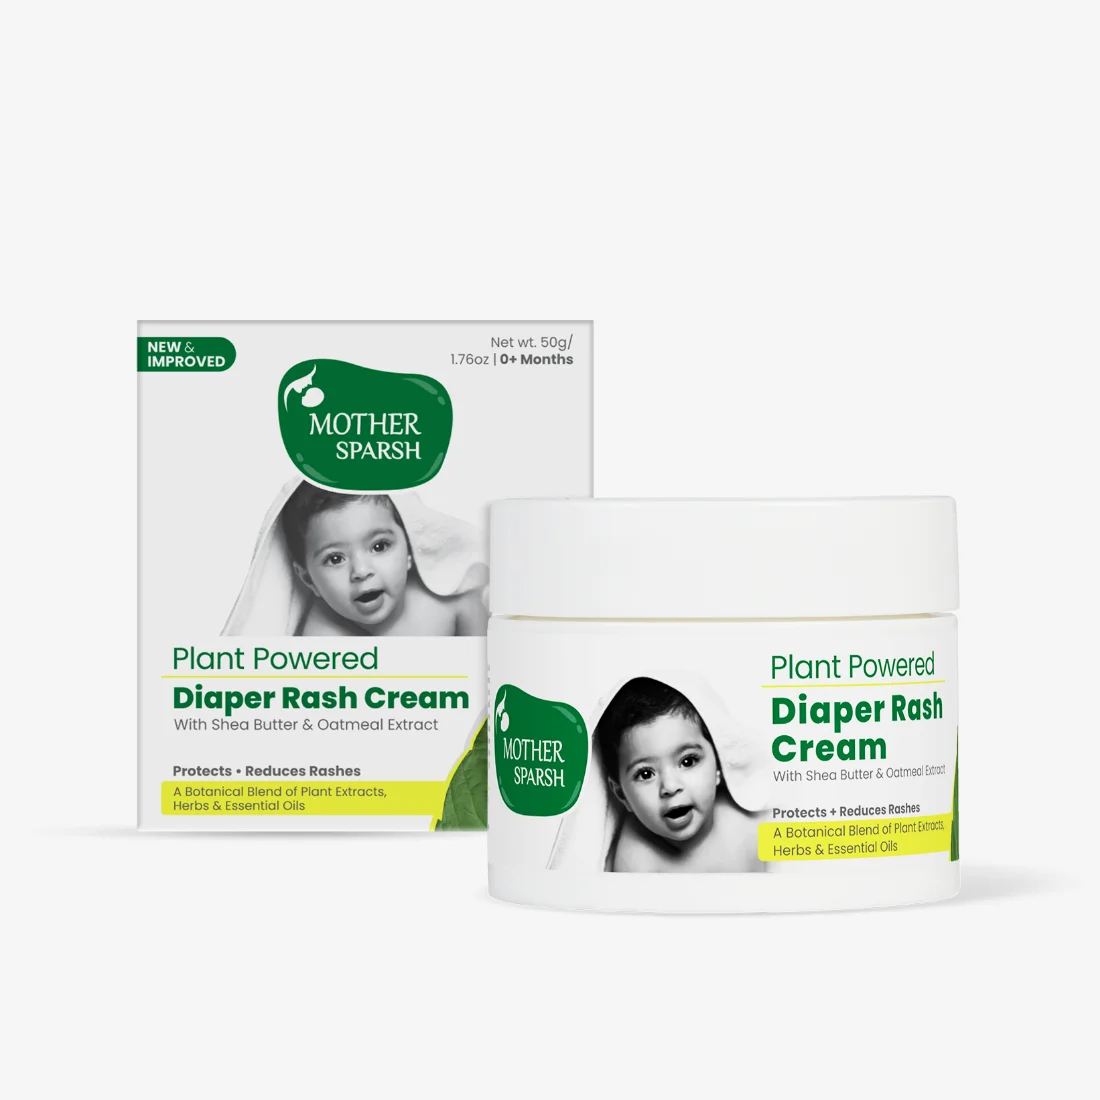 NEW &
IMPROVED
Net wt. 50g/
1.76oz | 0+ Months
MOTHER
SPARSH
Plant Powered
Diaper Rash Cream
With Shea Butter & Oatmeal Extract
Protects • Reduces Rashes
A Botanical Blend of Plant Extracts,
Herbs & Essential Oils
MOTHER
SPARSH
Plant Powered
Diaper Rash
Cream
With Shea Butter & Oatmeal Extract
Protects + Reduces Rashes
A Botanical Blend of Plant Extracts,
Herbs & Essential Oils